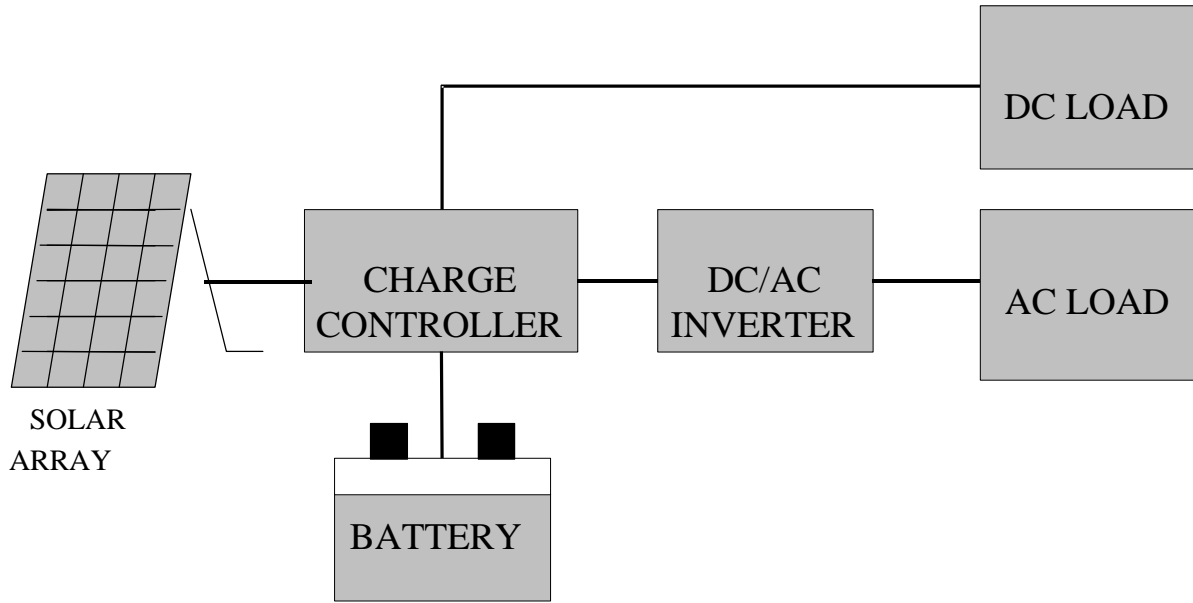 DC LOAD
CHARGE
CONTROLLER
DC/AC
INVERTER
AC LOAD
SOLAR
ARRAY
BATTERY